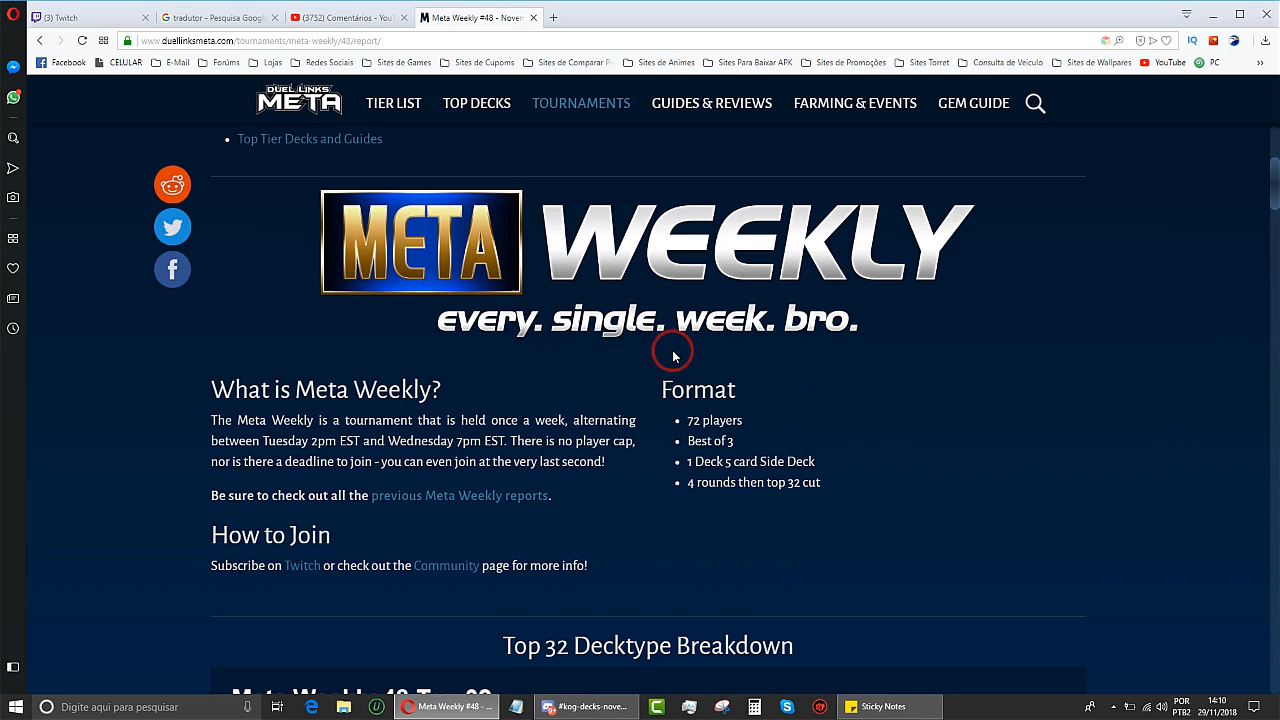 (3) Twitch
tradutor - Pesquisa Googl
(3752) Comentários - You
Meta Weekly #48 - Novem
www.duellinksmeta.com/tournaments/meta-weekly/48/report/
Facebook
CELULAR
E-Mail
Foruns
Lojas
Redes Sociais
Sites de Games
Sites de Cupoms
Sites de Comparar P
Sites de Animes
Sites Para Baixar APK
Sites de Promoções
Sites Torret
Consulta de Veiculo
Sites de Wallpares
YouTube
PC
DUEL LINKS
META
TIER LIST
TOP DECKS
TOURNAMENTS
GUIDES & REVIEWS
FARMING & EVENTS
GEM GUIDE
Top Tier Decks and Guides
META WEEKLY
every. single. week. bro.
What is Meta Weekly?
The Meta Weekly is a tournament that is held once a week, alternating
between Tuesday 2pm EST and Wednesday 7pm EST. There is no player cap,
nor is there a deadline to join - you can even join at the very last second!
Be sure to check out all the previous Meta Weekly reports.
Format
72 players
Best of 3
1 Deck 5 card Side Deck
4 rounds then top 32 cut
How to Join
Subscribe on Twitch or check out the Community page for more info!
Top 32 Decktype Breakdown
Digite aqui para pesquisar
Meta Weekly #48 - ...
#kog-decks-nove...
Sticky Notes
POR
PTB2
14:10
29/11/2018